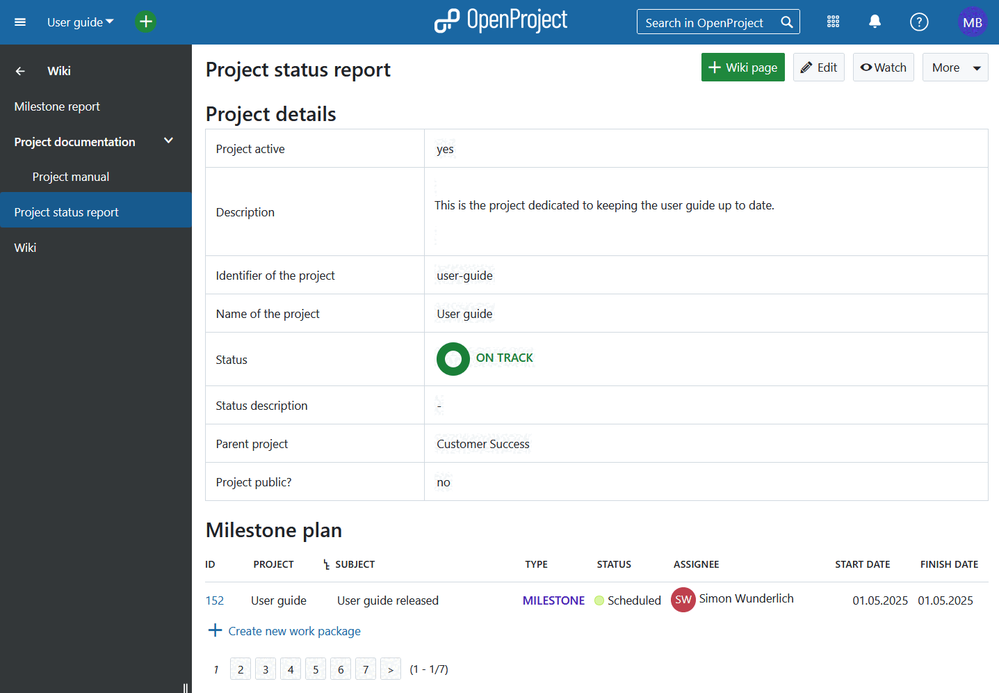 User guide
OpenProject
Search in OpenProject
?
MB
Wiki
Milestone report
Project documentation
Project manual
Project status report
Wiki
Project status report
Wiki page
Edit
Watch
More
Project details
Project active yes
Description This is the project dedicated to keeping the user guide up to date.
Identifier of the project user-guide
Name of the project User guide
Status ON TRACK
Status description -
Parent project Customer Success
Project public? no
Milestone plan
ID PROJECT SUBJECT TYPE STATUS ASSIGNEE START DATE FINISH DATE
152 User guide User guide released MILESTONE Scheduled SW Simon Wunderlich 01.05.2025 01.05.2025
Create new work package
1 2 3 4 5 6 7 > (1 - 1/7)